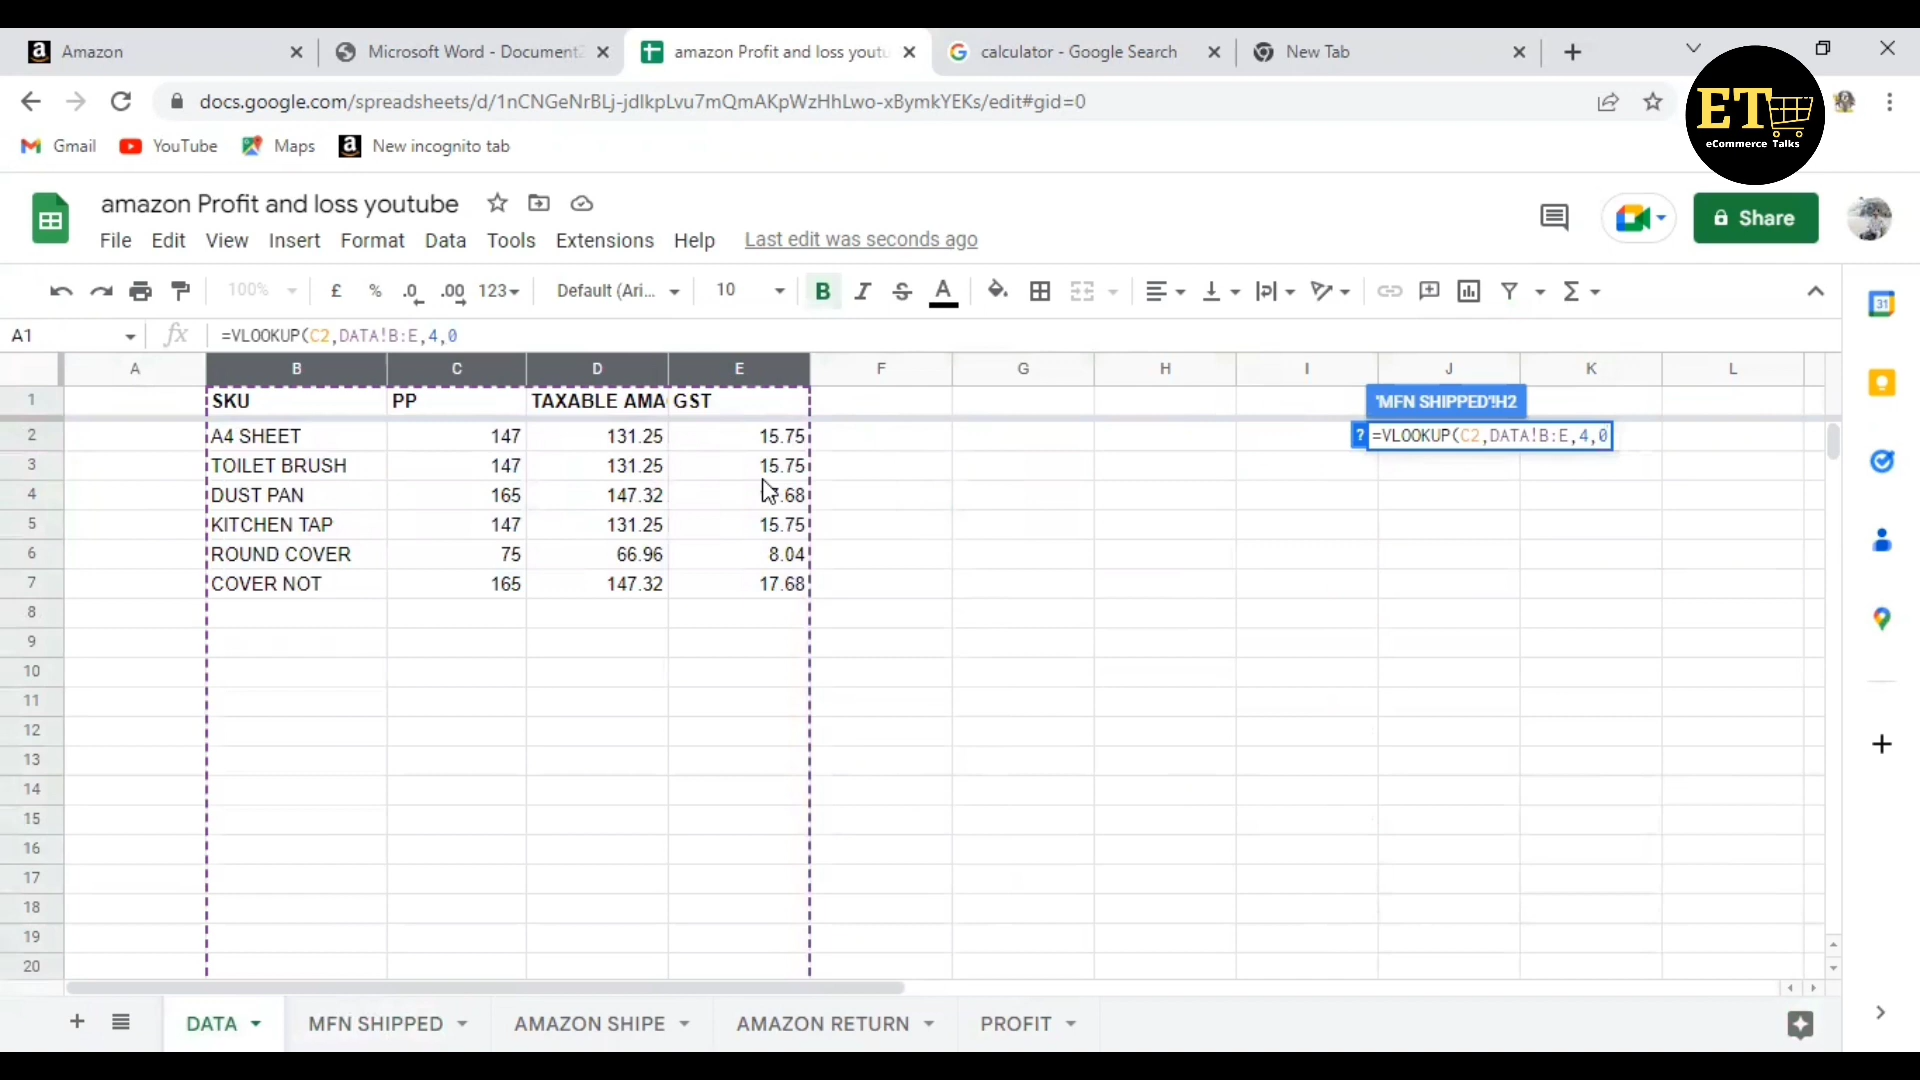 Amazon
Microsoft Word - Document2
amazon Profit and loss youtu
calculator - Google Search
New Tab
docs.google.com/spreadsheets/d/1nCNGeNrBLj-jdlkpLvu7mQmAKpWzHhLwo-xBymkYEKs/edit#gid=0
ET
eCommerce Talks
Gmail
YouTube
Maps
New incognito tab
amazon Profit and loss youtube
Share
File Edit View Insert Format Data Tools Extensions Help Last edit was seconds ago
100% £ % .0 .00 123 Default (Ari... 10 B I S A Σ
A1 fx =VLOOKUP(C2,DATA!B:E,4,0
A B C D E F G H I J K L
1 SKU PP TAXABLE AMA GST 'MFN SHIPPED'!H2
2 A4 SHEET 147 131.25 15.75 ? =VLOOKUP(C2,DATA!B:E,4,0
3 TOILET BRUSH 147 131.25 15.75
4 DUST PAN 165 147.32 .68
5 KITCHEN TAP 147 131.25 15.75
6 ROUND COVER 75 66.96 8.04
7 COVER NOT 165 147.32 17.68
8
9
10
11
12
13
14
15
16
17
18
19
20
DATA MFN SHIPPED AMAZON SHIPE AMAZON RETURN PROFIT
31